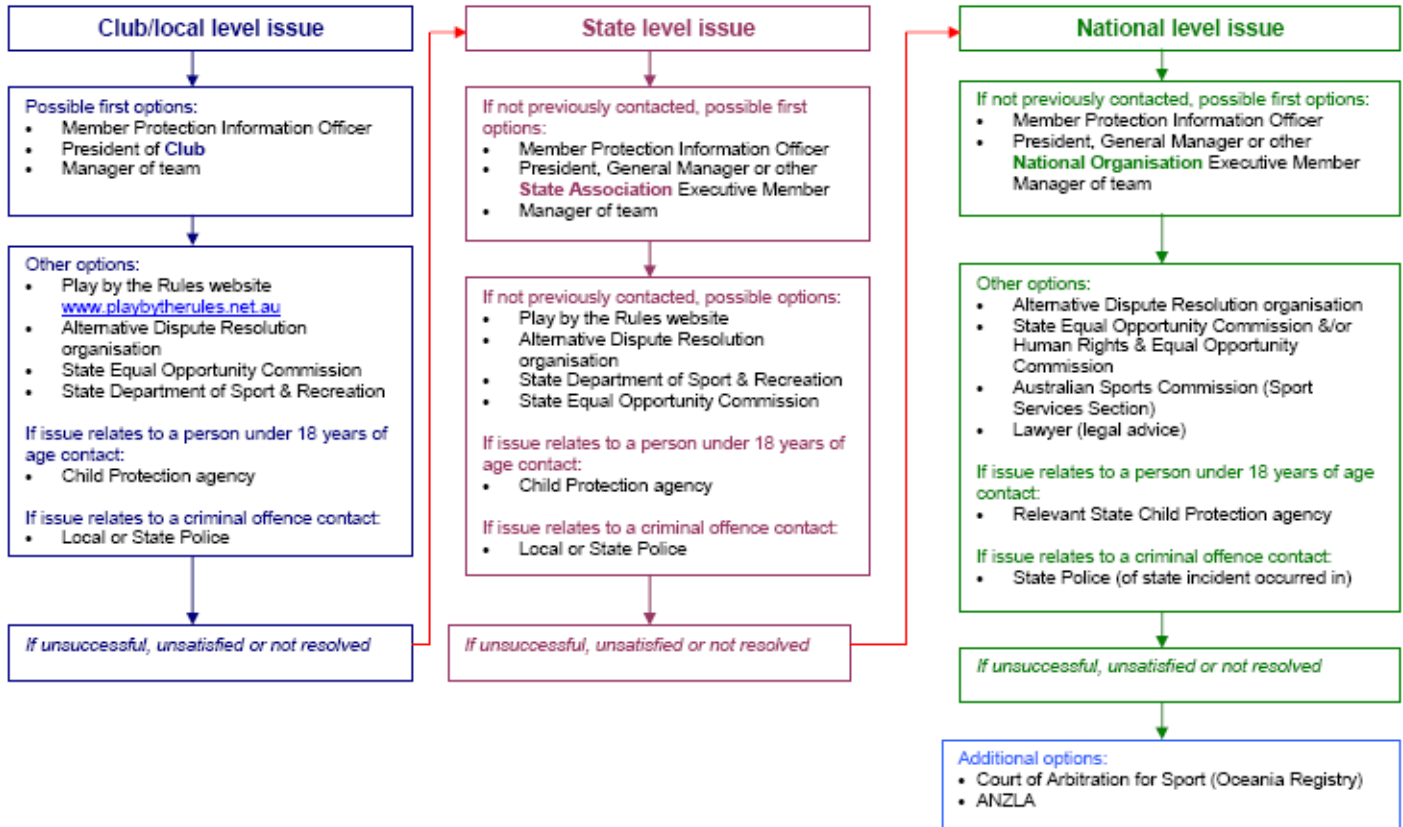 Club/local level issue
Possible first options:
• Member Protection Information Officer
• President of Club
• Manager of team
Other options:
• Play by the Rules website
www.playbytherules.net.au
• Alternative Dispute Resolution
organisation
• State Equal Opportunity Commission
• State Department of Sport & Recreation
If issue relates to a person under 18 years of
age contact:
• Child Protection agency
If issue relates to a criminal offence contact:
• Local or State Police
If unsuccessful, unsatisfied or not resolved
State level issue
If not previously contacted, possible first
options:
• Member Protection Information Officer
• President, General Manager or other
State Association Executive Member
• Manager of team
If not previously contacted, possible options:
• Play by the Rules website
• Alternative Dispute Resolution
organisation
• State Department of Sport & Recreation
• State Equal Opportunity Commission
If issue relates to a person under 18 years of
age contact:
• Child Protection agency
If issue relates to a criminal offence contact:
• Local or State Police
If unsuccessful, unsatisfied or not resolved
National level issue
If not previously contacted, possible first options:
• Member Protection Information Officer
• President, General Manager or other
National Organisation Executive Member
Manager of team
Other options:
• Alternative Dispute Resolution organisation
• State Equal Opportunity Commission &/or
Human Rights & Equal Opportunity
Commission
• Australian Sports Commission (Sport
Services Section)
• Lawyer (legal advice)
If issue relates to a person under 18 years of age
contact:
• Relevant State Child Protection agency
If issue relates to a criminal offence contact:
• State Police (of state incident occurred in)
If unsuccessful, unsatisfied or not resolved
Additional options:
• Court of Arbitration for Sport (Oceania Registry)
• ANZLA